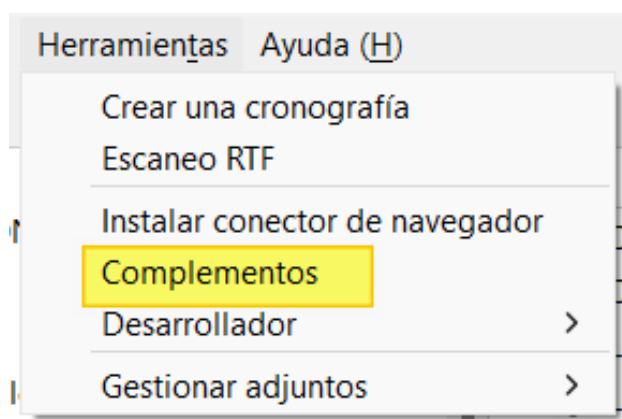 Herramientas Ayuda (H)
Crear una cronografía
Escaneo RTF
Instalar conector de navegador
Complementos
Desarrollador
Gestionar adjuntos